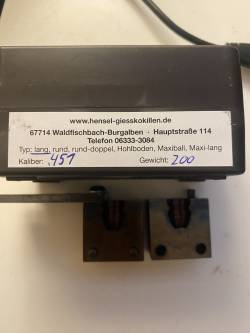 www.hensel-giesskokillen.de
67714 Waldfischbach-Burgalben · Hauptstraße 114
Telefon 06333-3084
Typ: lang, rund, rund-doppel, Hohlboden, Maxiball, Maxi-lang
Kaliber: .451 Gewicht: 200